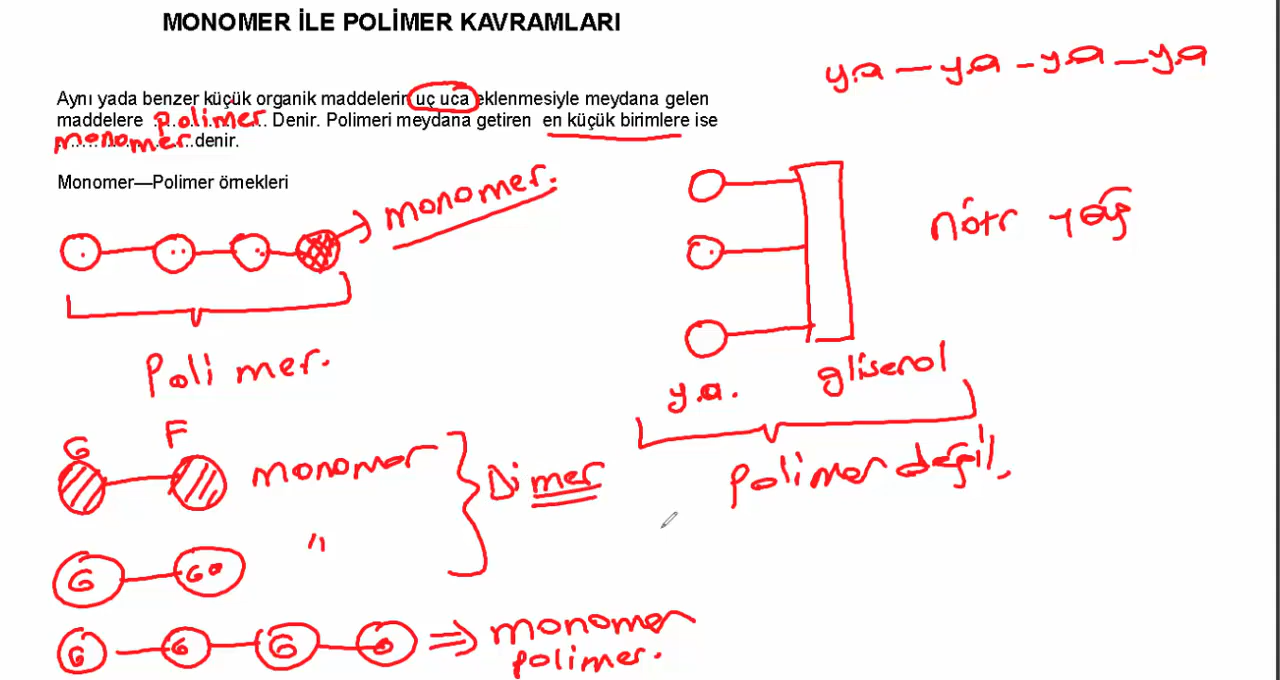 MONOMER İLE POLİMER KAVRAMLARI
y.a — y.a - y.a — y.a
Aynı yada benzer küçük organik maddelerin uç uca eklenmesiyle meydana gelen
maddelere polimer Denir. Polimeri meydana getiren en küçük birimlere ise
monomer denir.
Monomer—Polimer örnekleri
monomer.
nötr yağ
Polimer.
y.a. gliserol
polimer değil.
G F
monomer
Dimer
"
G
G G G
monomer
polimer.